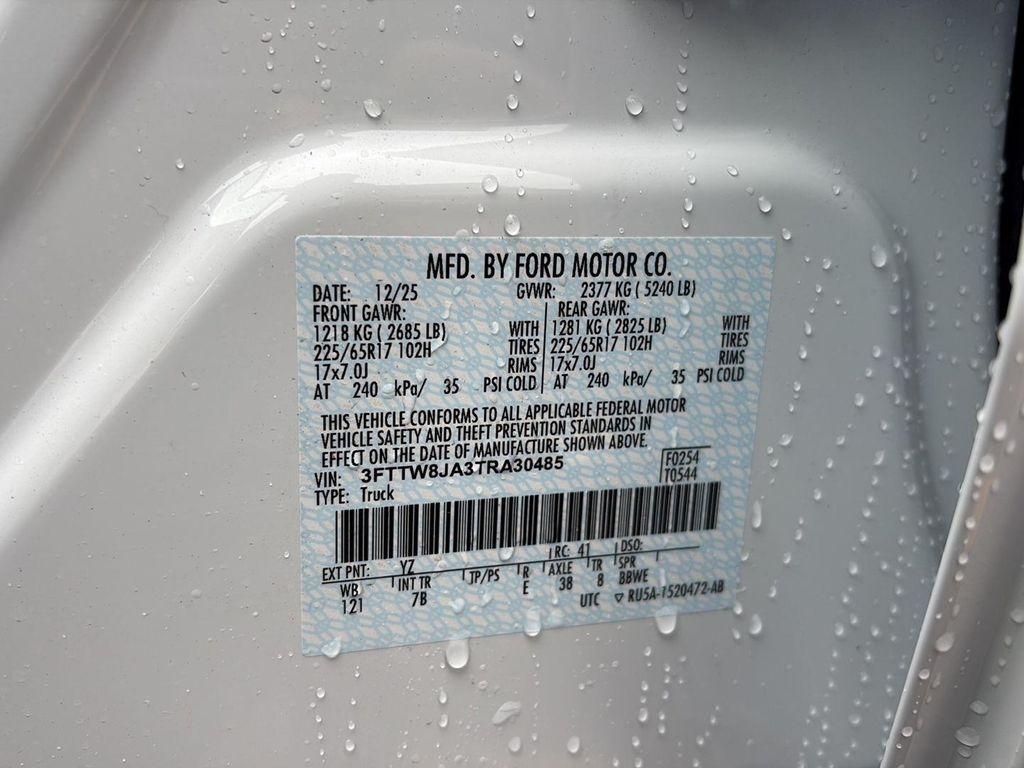 MFD. BY FORD MOTOR CO.
DATE: 12/25 GVWR: 2377 KG ( 5240 LB)
FRONT GAWR: REAR GAWR:
1218 KG ( 2685 LB) WITH 1281 KG ( 2825 LB) WITH
225/65R17 102H TIRES 225/65R17 102H TIRES
17x7.0J RIMS 17x7.0J RIMS
AT 240 kPa/ 35 PSI COLD AT 240 kPa/ 35 PSI COLD
THIS VEHICLE CONFORMS TO ALL APPLICABLE FEDERAL MOTOR
VEHICLE SAFETY AND THEFT PREVENTION STANDARDS IN
EFFECT ON THE DATE OF MANUFACTURE SHOWN ABOVE.
VIN: 3FTTW8JA3TRA30485 F0254
TYPE: Truck T0544
EXT PNT: YZ RC: 41 DSO:
WB INT TR TP/PS R AXLE TR SPR
121 7B E 38 8 BBWE
UTC ▽ RU5A-1520472-AB